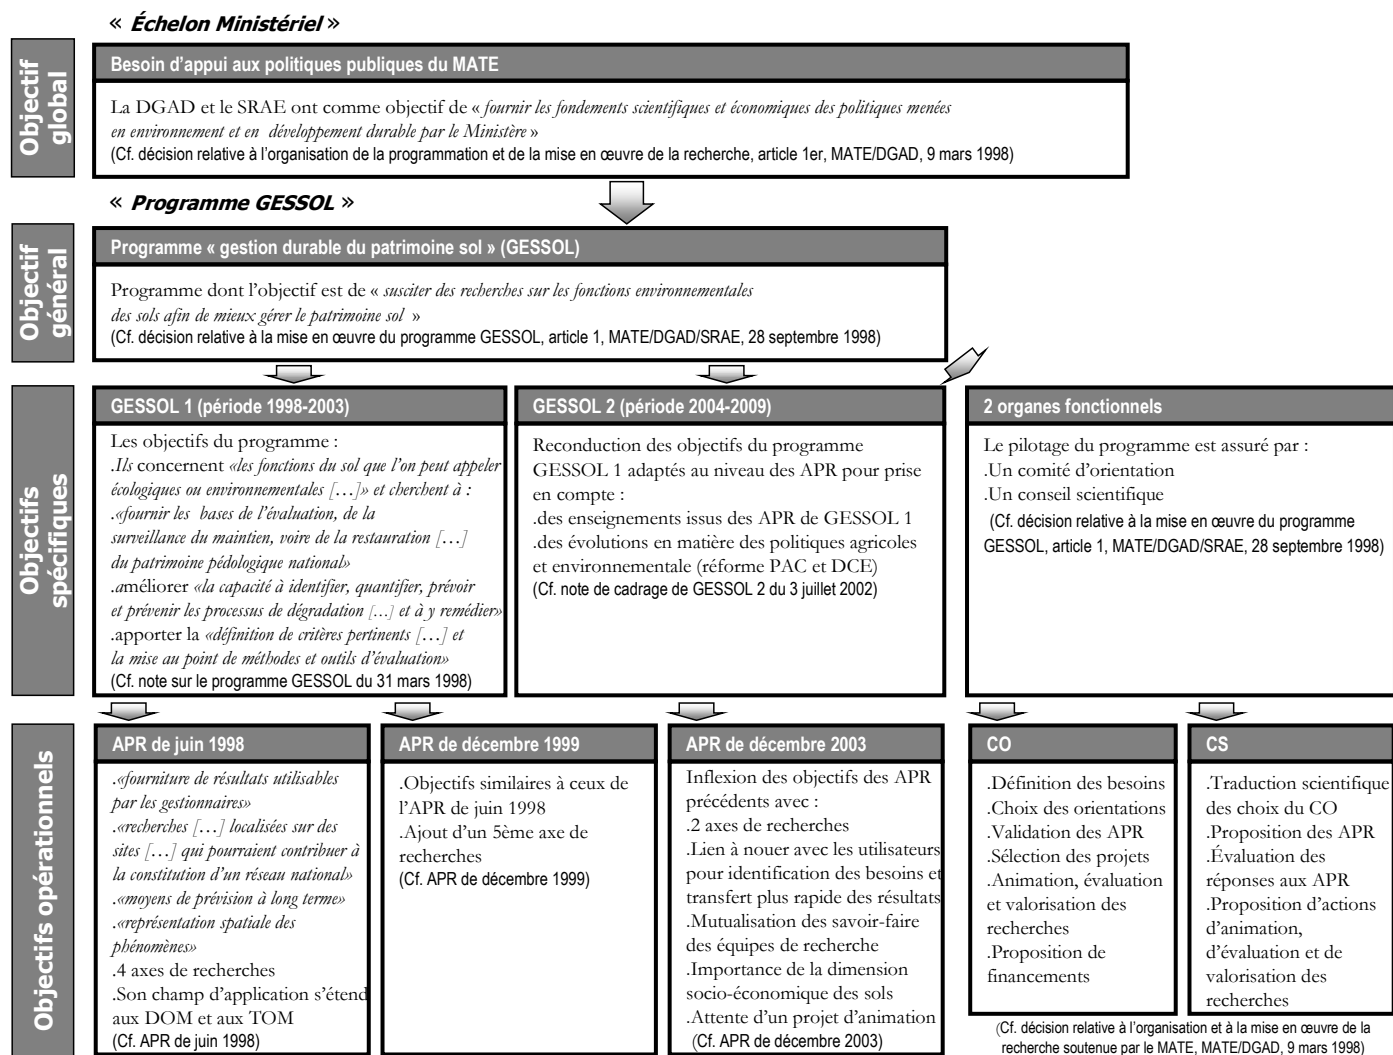 « Échelon Ministériel »
Objectif
global
Besoin d'appui aux politiques publiques du MATE
La DGAD et le SRAE ont comme objectif de « fournir les fondements scientifiques et économiques des politiques menées
en environnement et en développement durable par le Ministère »
(Cf. décision relative à l'organisation de la programmation et de la mise en œuvre de la recherche, article 1er, MATE/DGAD, 9 mars 1998)
« Programme GESSOL »
Objectif
général
Programme « gestion durable du patrimoine sol » (GESSOL)
Programme dont l'objectif est de « susciter des recherches sur les fonctions environnementales
des sols afin de mieux gérer le patrimoine sol »
(Cf. décision relative à la mise en œuvre du programme GESSOL, article 1, MATE/DGAD/SRAE, 28 septembre 1998)
Objectifs
spécifiques
GESSOL 1 (période 1998-2003)
Les objectifs du programme :
.Ils concernent «les fonctions du sol que l'on peut appeler
écologiques ou environnementales […]» et cherchent à :
.«fournir les bases de l'évaluation, de la
surveillance du maintien, voire de la restauration […]
du patrimoine pédologique national»
.améliorer «la capacité à identifier, quantifier, prévoir
et prévenir les processus de dégradation […] et à y remédier»
.apporter la «définition de critères pertinents […] et
la mise au point de méthodes et outils d'évaluation»
(Cf. note sur le programme GESSOL du 31 mars 1998)
GESSOL 2 (période 2004-2009)
Reconduction des objectifs du programme
GESSOL 1 adaptés au niveau des APR pour prise
en compte :
.des enseignements issus des APR de GESSOL 1
.des évolutions en matière des politiques agricoles
et environnementale (réforme PAC et DCE)
(Cf. note de cadrage de GESSOL 2 du 3 juillet 2002)
2 organes fonctionnels
Le pilotage du programme est assuré par :
.Un comité d'orientation
.Un conseil scientifique
(Cf. décision relative à la mise en œuvre du programme
GESSOL, article 1, MATE/DGAD/SRAE, 28 septembre 1998)
Objectifs opérationnels
APR de juin 1998
.«fourniture de résultats utilisables
par les gestionnaires»
.«recherches […] localisées sur des
sites […] qui pourraient contribuer à
la constitution d'un réseau national»
.«moyens de prévision à long terme»
.«représentation spatiale des
phénomènes»
.4 axes de recherches
.Son champ d'application s'étend
aux DOM et aux TOM
(Cf. APR de juin 1998)
APR de décembre 1999
.Objectifs similaires à ceux de
l'APR de juin 1998
.Ajout d'un 5ème axe de
recherches
(Cf. APR de décembre 1999)
APR de décembre 2003
Inflexion des objectifs des APR
précédents avec :
.2 axes de recherches
.Lien à nouer avec les utilisateurs
pour identification des besoins et
transfert plus rapide des résultats
.Mutualisation des savoir-faire
des équipes de recherche
.Importance de la dimension
socio-économique des sols
.Attente d'un projet d'animation
(Cf. APR de décembre 2003)
CO
.Définition des besoins
.Choix des orientations
.Validation des APR
.Sélection des projets
.Animation, évaluation
et valorisation des
recherches
.Proposition de
financements
CS
.Traduction scientifique
des choix du CO
.Proposition des APR
.Évaluation des
réponses aux APR
.Proposition d'actions
d'animation,
d'évaluation et de
valorisation des
recherches
(Cf. décision relative à l'organisation et à la mise en œuvre de la
recherche soutenue par le MATE, MATE/DGAD, 9 mars 1998)